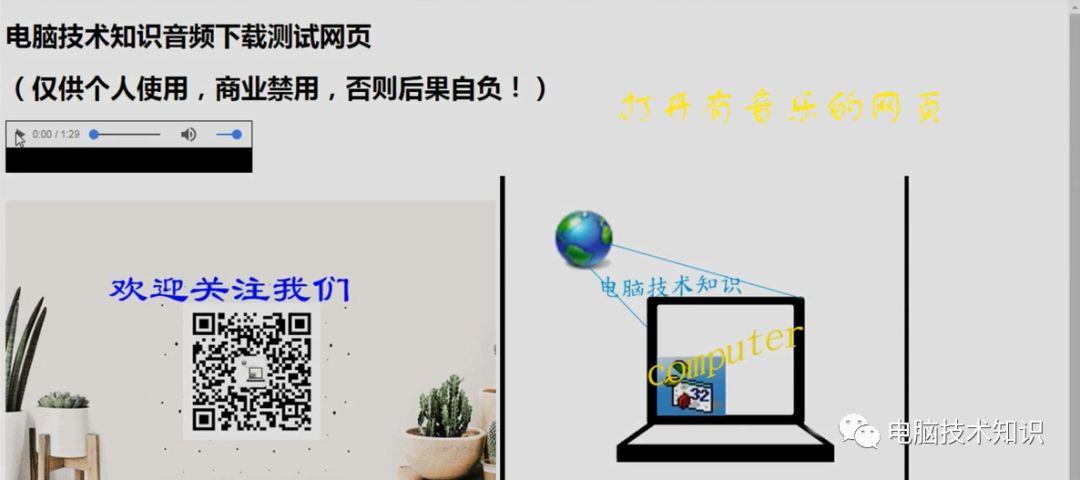 电脑技术知识音频下载测试网页
（仅供个人使用，商业禁用，否则后果自负！）
打开有音乐的网页
0:00 / 1:29
欢迎关注我们
电脑技术知识
computer
32
电脑技术知识